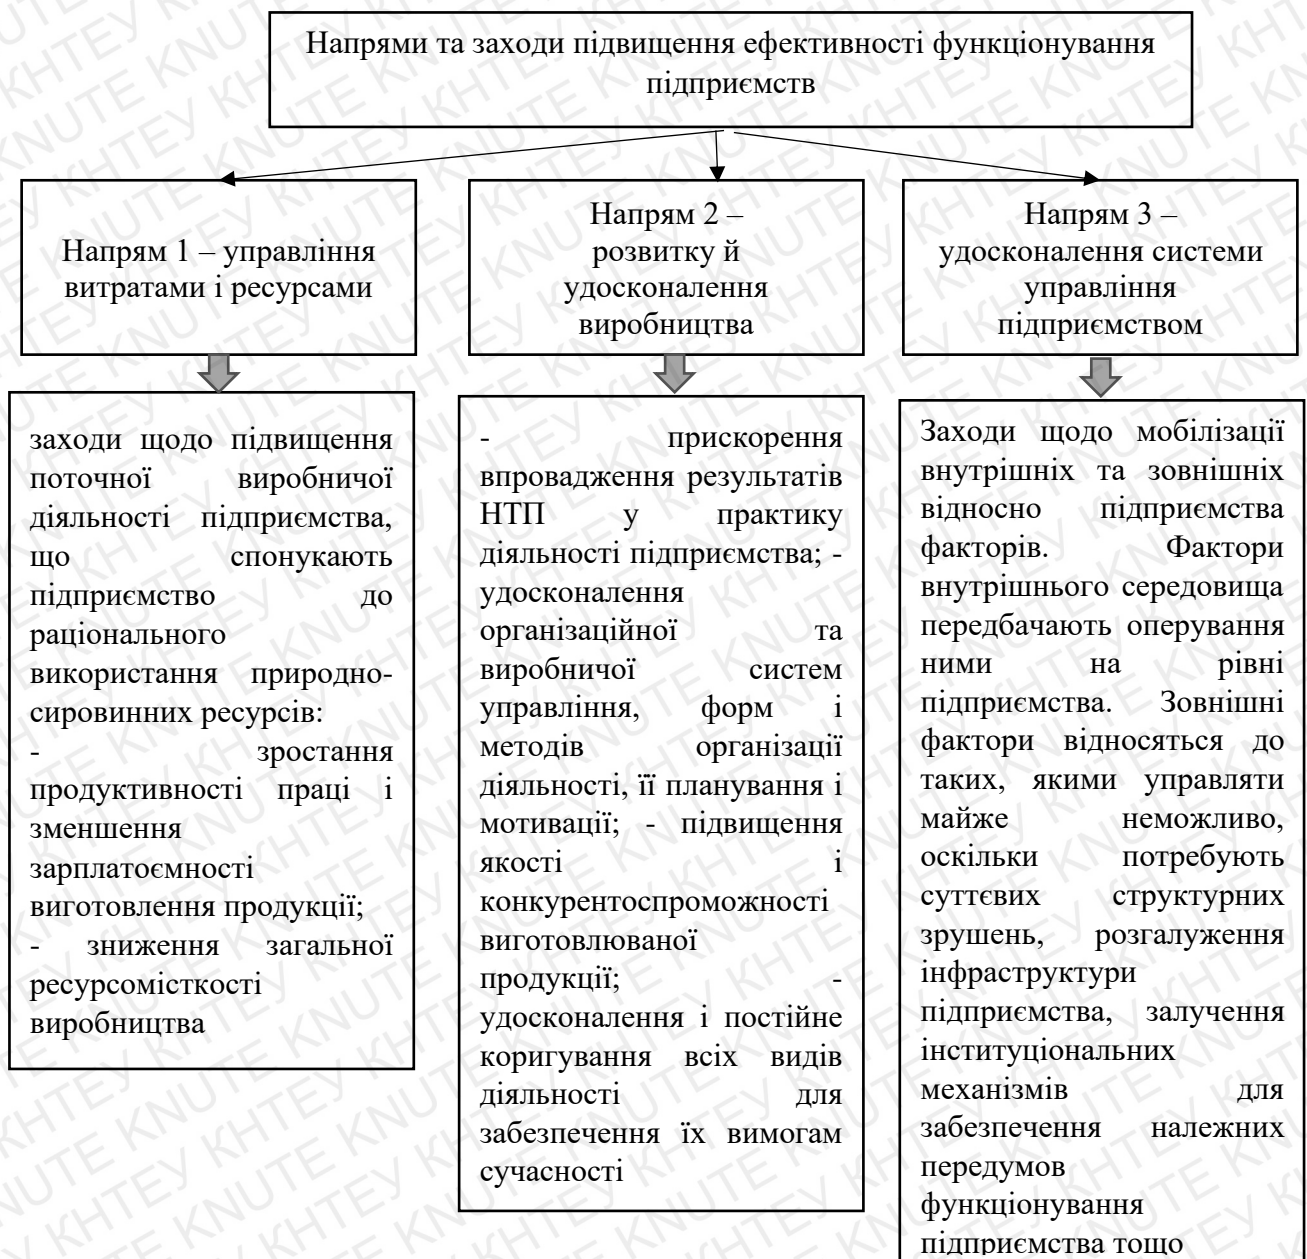 Напрями та заходи підвищення ефективності функціонування
підприємств
Напрям 1 – управління
витратами і ресурсами
Напрям 2 –
розвитку й
удосконалення
виробництва
Напрям 3 –
удосконалення системи
управління
підприємством
заходи щодо підвищення
поточної виробничої
діяльності підприємства,
що спонукають
підприємство до
раціонального
використання природно-
сировинних ресурсів:
- зростання
продуктивності праці і
зменшення
зарплатоємності
виготовлення продукції;
- зниження загальної
ресурсомісткості
виробництва
- прискорення
впровадження результатів
НТП у практику
діяльності підприємства; -
удосконалення
організаційної та
виробничої систем
управління, форм і
методів організації
діяльності, її планування і
мотивації; - підвищення
якості і
конкурентоспроможності
виготовлюваної
продукції; -
удосконалення і постійне
коригування всіх видів
діяльності для
забезпечення їх вимогам
сучасності
Заходи щодо мобілізації
внутрішніх та зовнішніх
відносно підприємства
факторів. Фактори
внутрішнього середовища
передбачають оперування
ними на рівні
підприємства. Зовнішні
фактори відносяться до
таких, якими управляти
майже неможливо,
оскільки потребують
суттєвих структурних
зрушень, розгалуження
інфраструктури
підприємства, залучення
інституціональних
механізмів для
забезпечення належних
передумов
функціонування
підприємства тощо